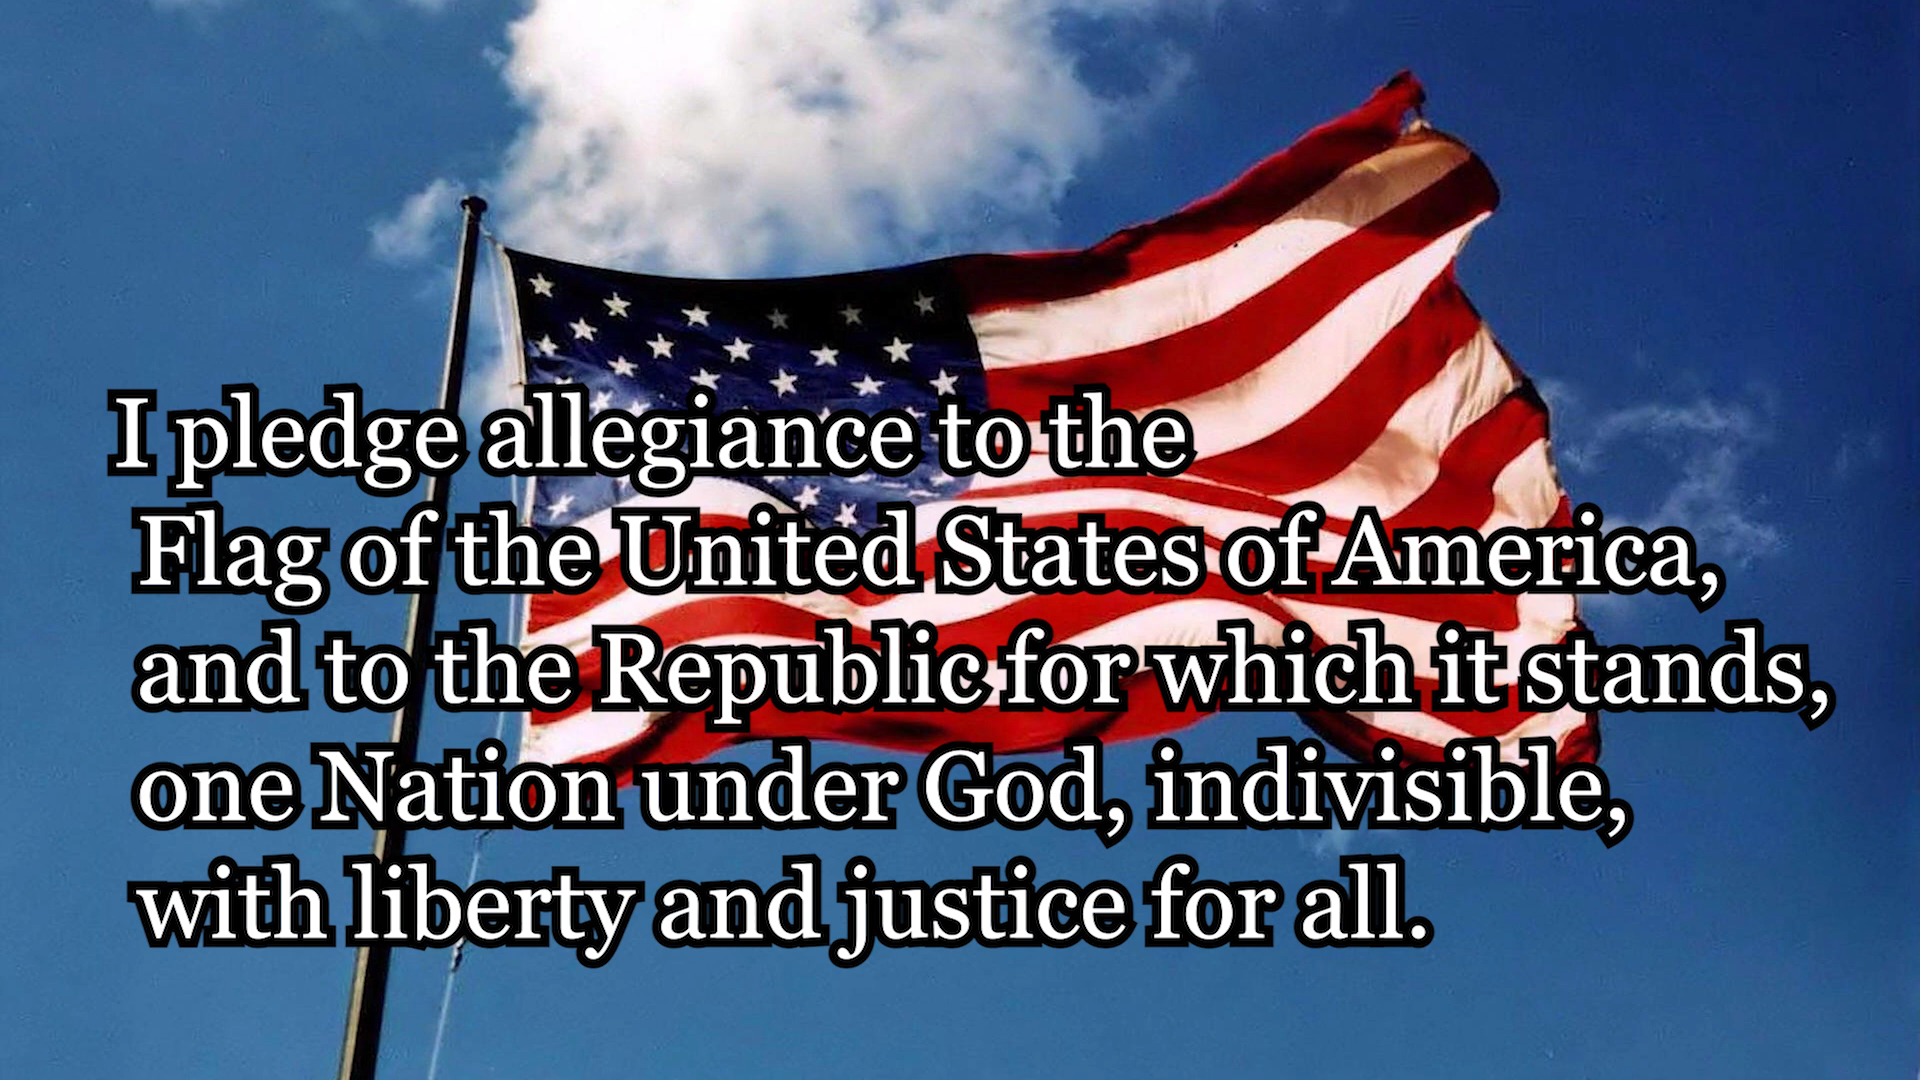 I pledge allegiance to the
Flag of the United States of America,
and to the Republic for which it stands,
one Nation under God, indivisible,
with liberty and justice for all.